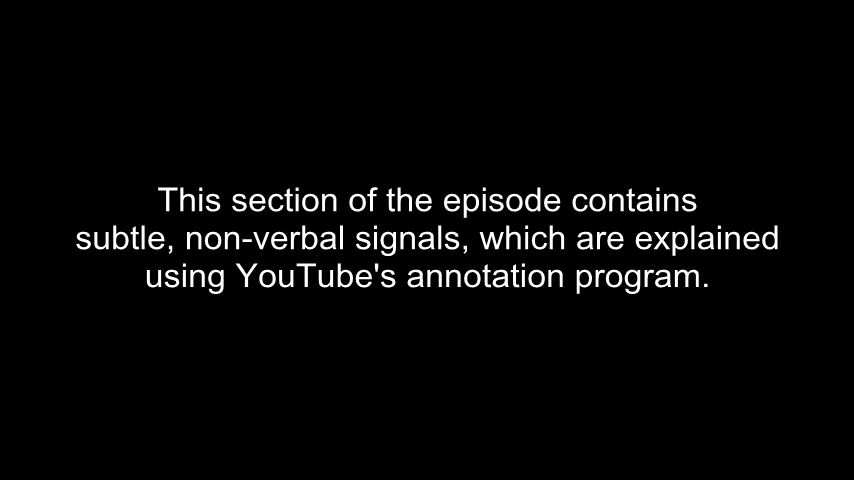 This section of the episode contains
subtle, non-verbal signals, which are explained
using YouTube's annotation program.